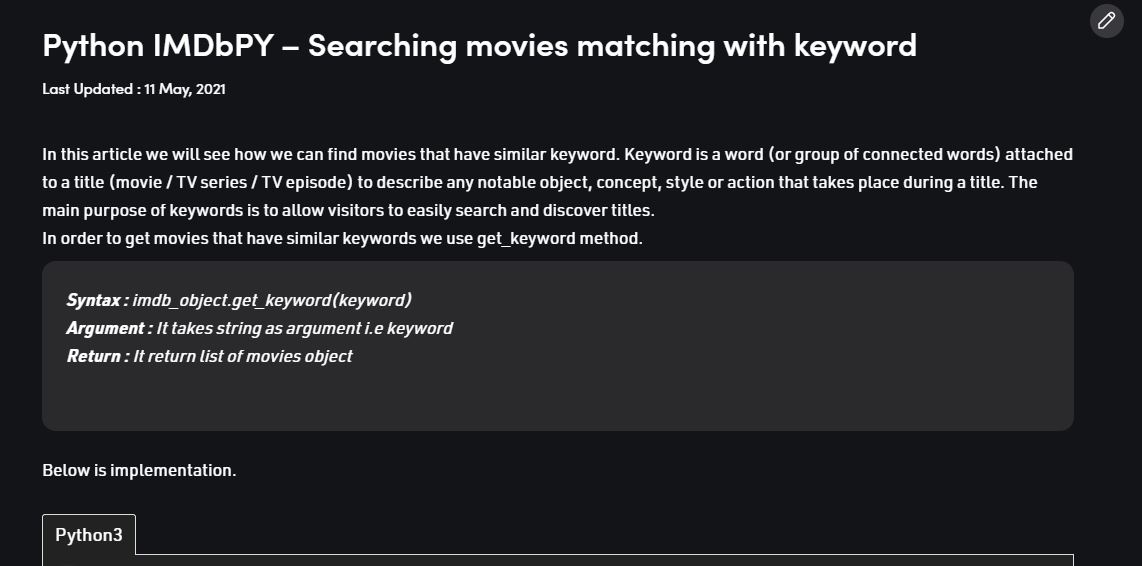 Python IMDbPY – Searching movies matching with keyword
Last Updated : 11 May, 2021
In this article we will see how we can find movies that have similar keyword. Keyword is a word (or group of connected words) attached
to a title (movie / TV series / TV episode) to describe any notable object, concept, style or action that takes place during a title. The
main purpose of keywords is to allow visitors to easily search and discover titles.
In order to get movies that have similar keywords we use get_keyword method.
Syntax : imdb_object.get_keyword(keyword)
Argument : It takes string as argument i.e keyword
Return : It return list of movies object
Below is implementation.
Python3